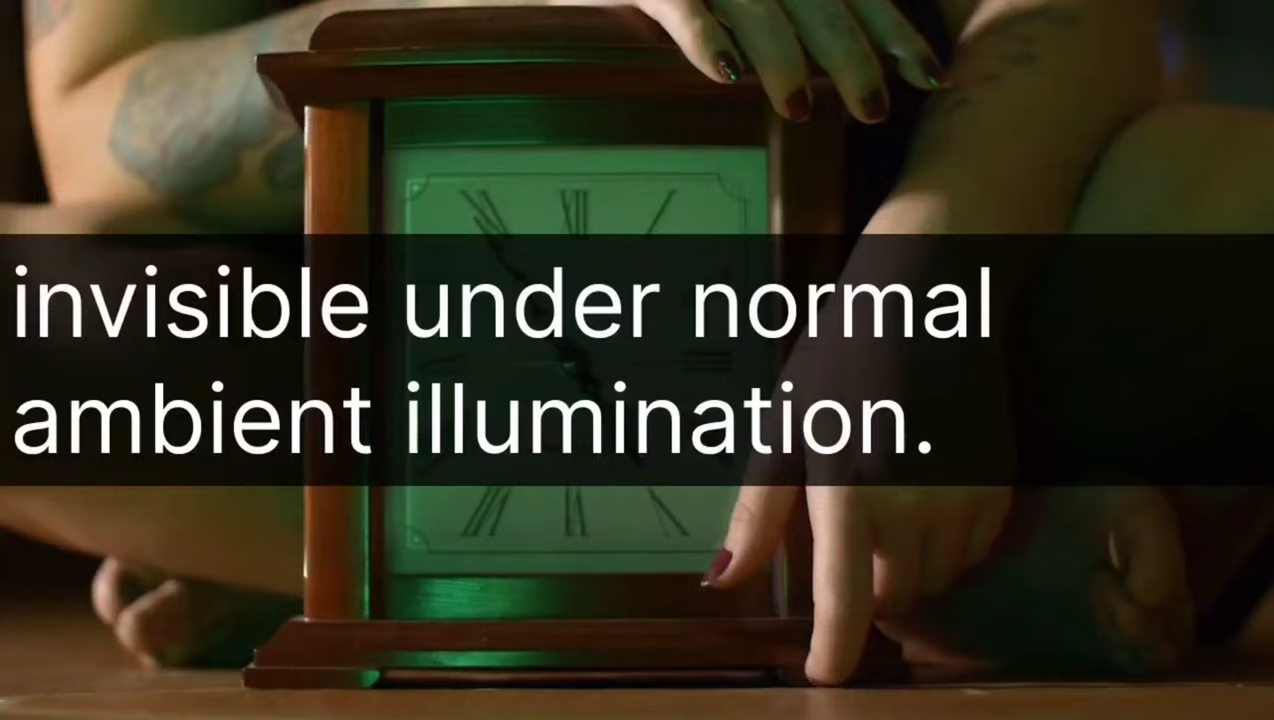 invisible under normal
ambient illumination.